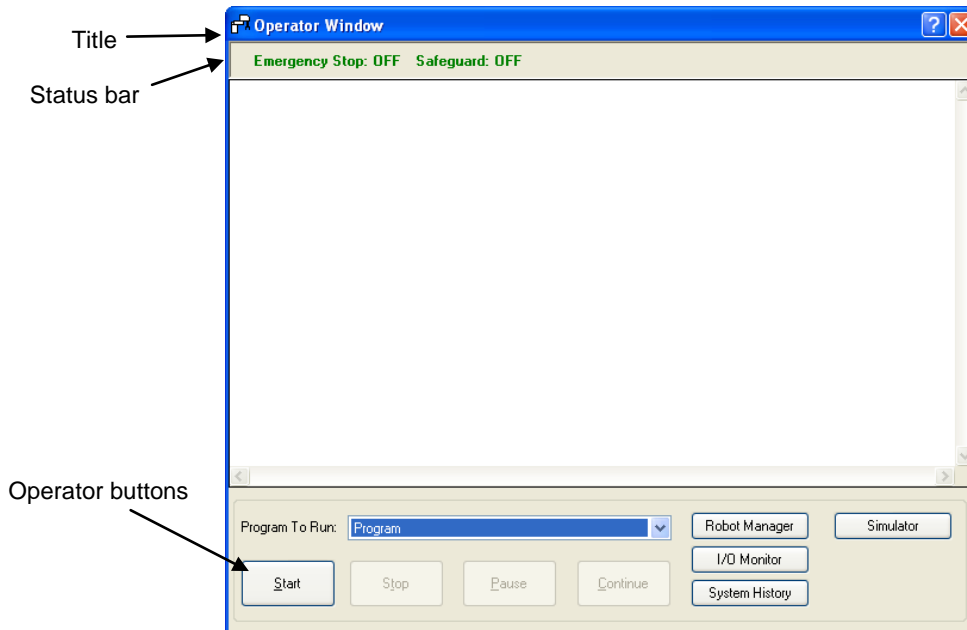 Title
Operator Window
Status bar
Emergency Stop: OFF Safeguard: OFF
Operator buttons
Program To Run: Program
Robot Manager
Simulator
I/O Monitor
Start
Stop
Pause
Continue
System History